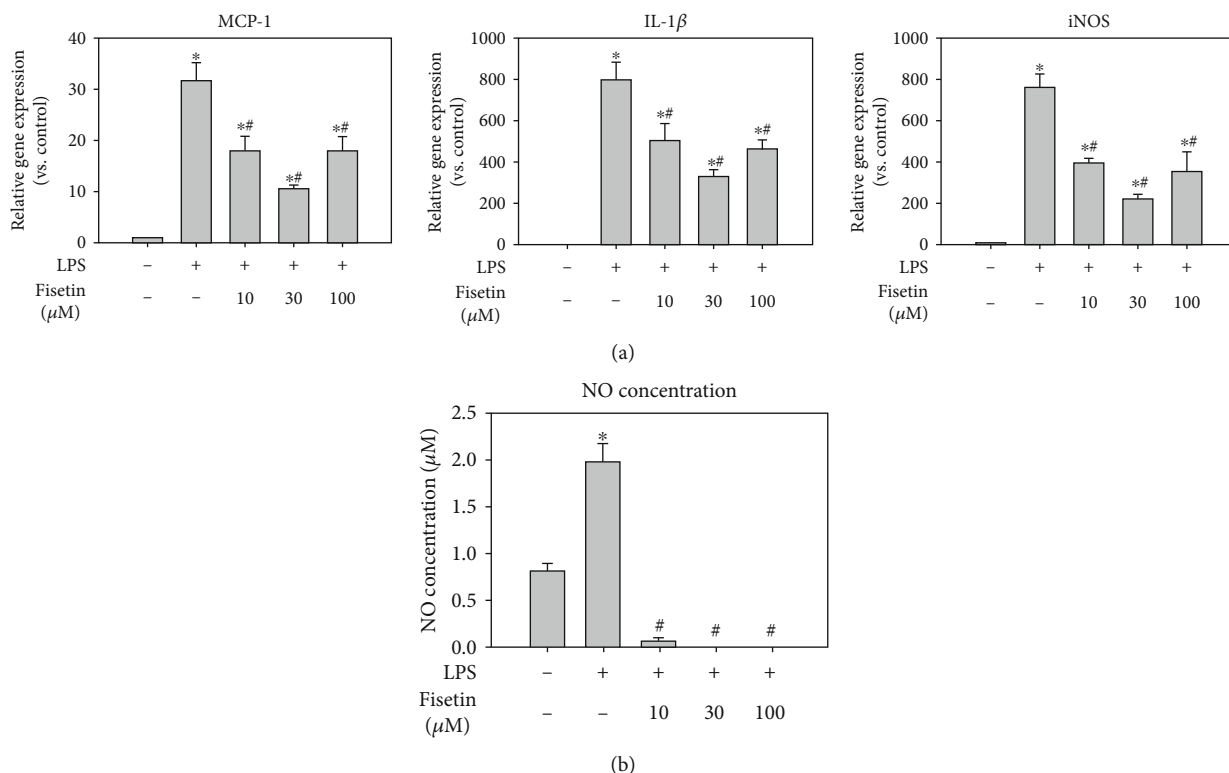 MCP-1
Relative gene expression
(vs. control)
40
30
20
10
0
*
*#
*#
*#
LPS – + + + +
Fisetin
(μM) – – 10 30 100
IL-1β
Relative gene expression
(vs. control)
1000
800
600
400
200
0
*
*#
*#
*#
LPS – + + + +
Fisetin
(μM) – – 10 30 100
iNOS
Relative gene expression
(vs. control)
1000
800
600
400
200
0
*
*#
*#
*#
LPS – + + + +
Fisetin
(μM) – – 10 30 100
(a)
NO concentration
NO concentration (μM)
2.5
2.0
1.5
1.0
0.5
0.0
*
# # #
LPS – + + + +
Fisetin
(μM) – – 10 30 100
(b)